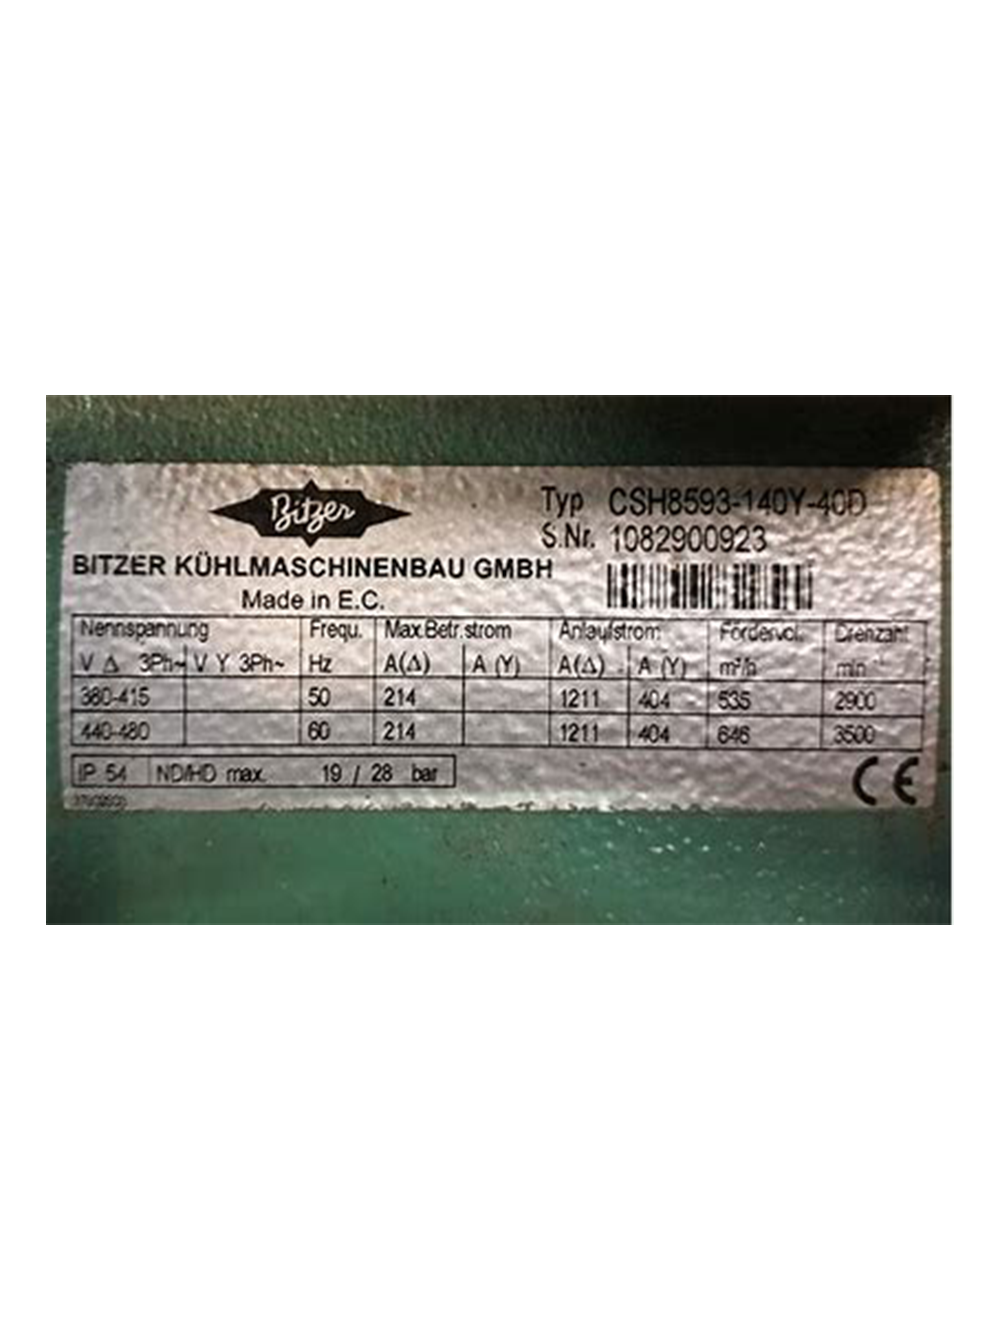 Bitzer
Typ CSH8593-140Y-40D
S.Nr. 1082900923
BITZER KÜHLMASCHINENBAU GMBH
Made in E.C.
Nennspannung Frequ. Max.Betr.strom Anlaufstrom Fördervol. Drehzahl
V Δ 3Ph~ V Y 3Ph~ Hz A(Δ) A (Y) A(Δ) A (Y) m³/h min
380-415 50 214 1211 404 535 2900
440-480 60 214 1211 404 646 3500
IP 54 ND/HD max. 19 / 28 bar
CE